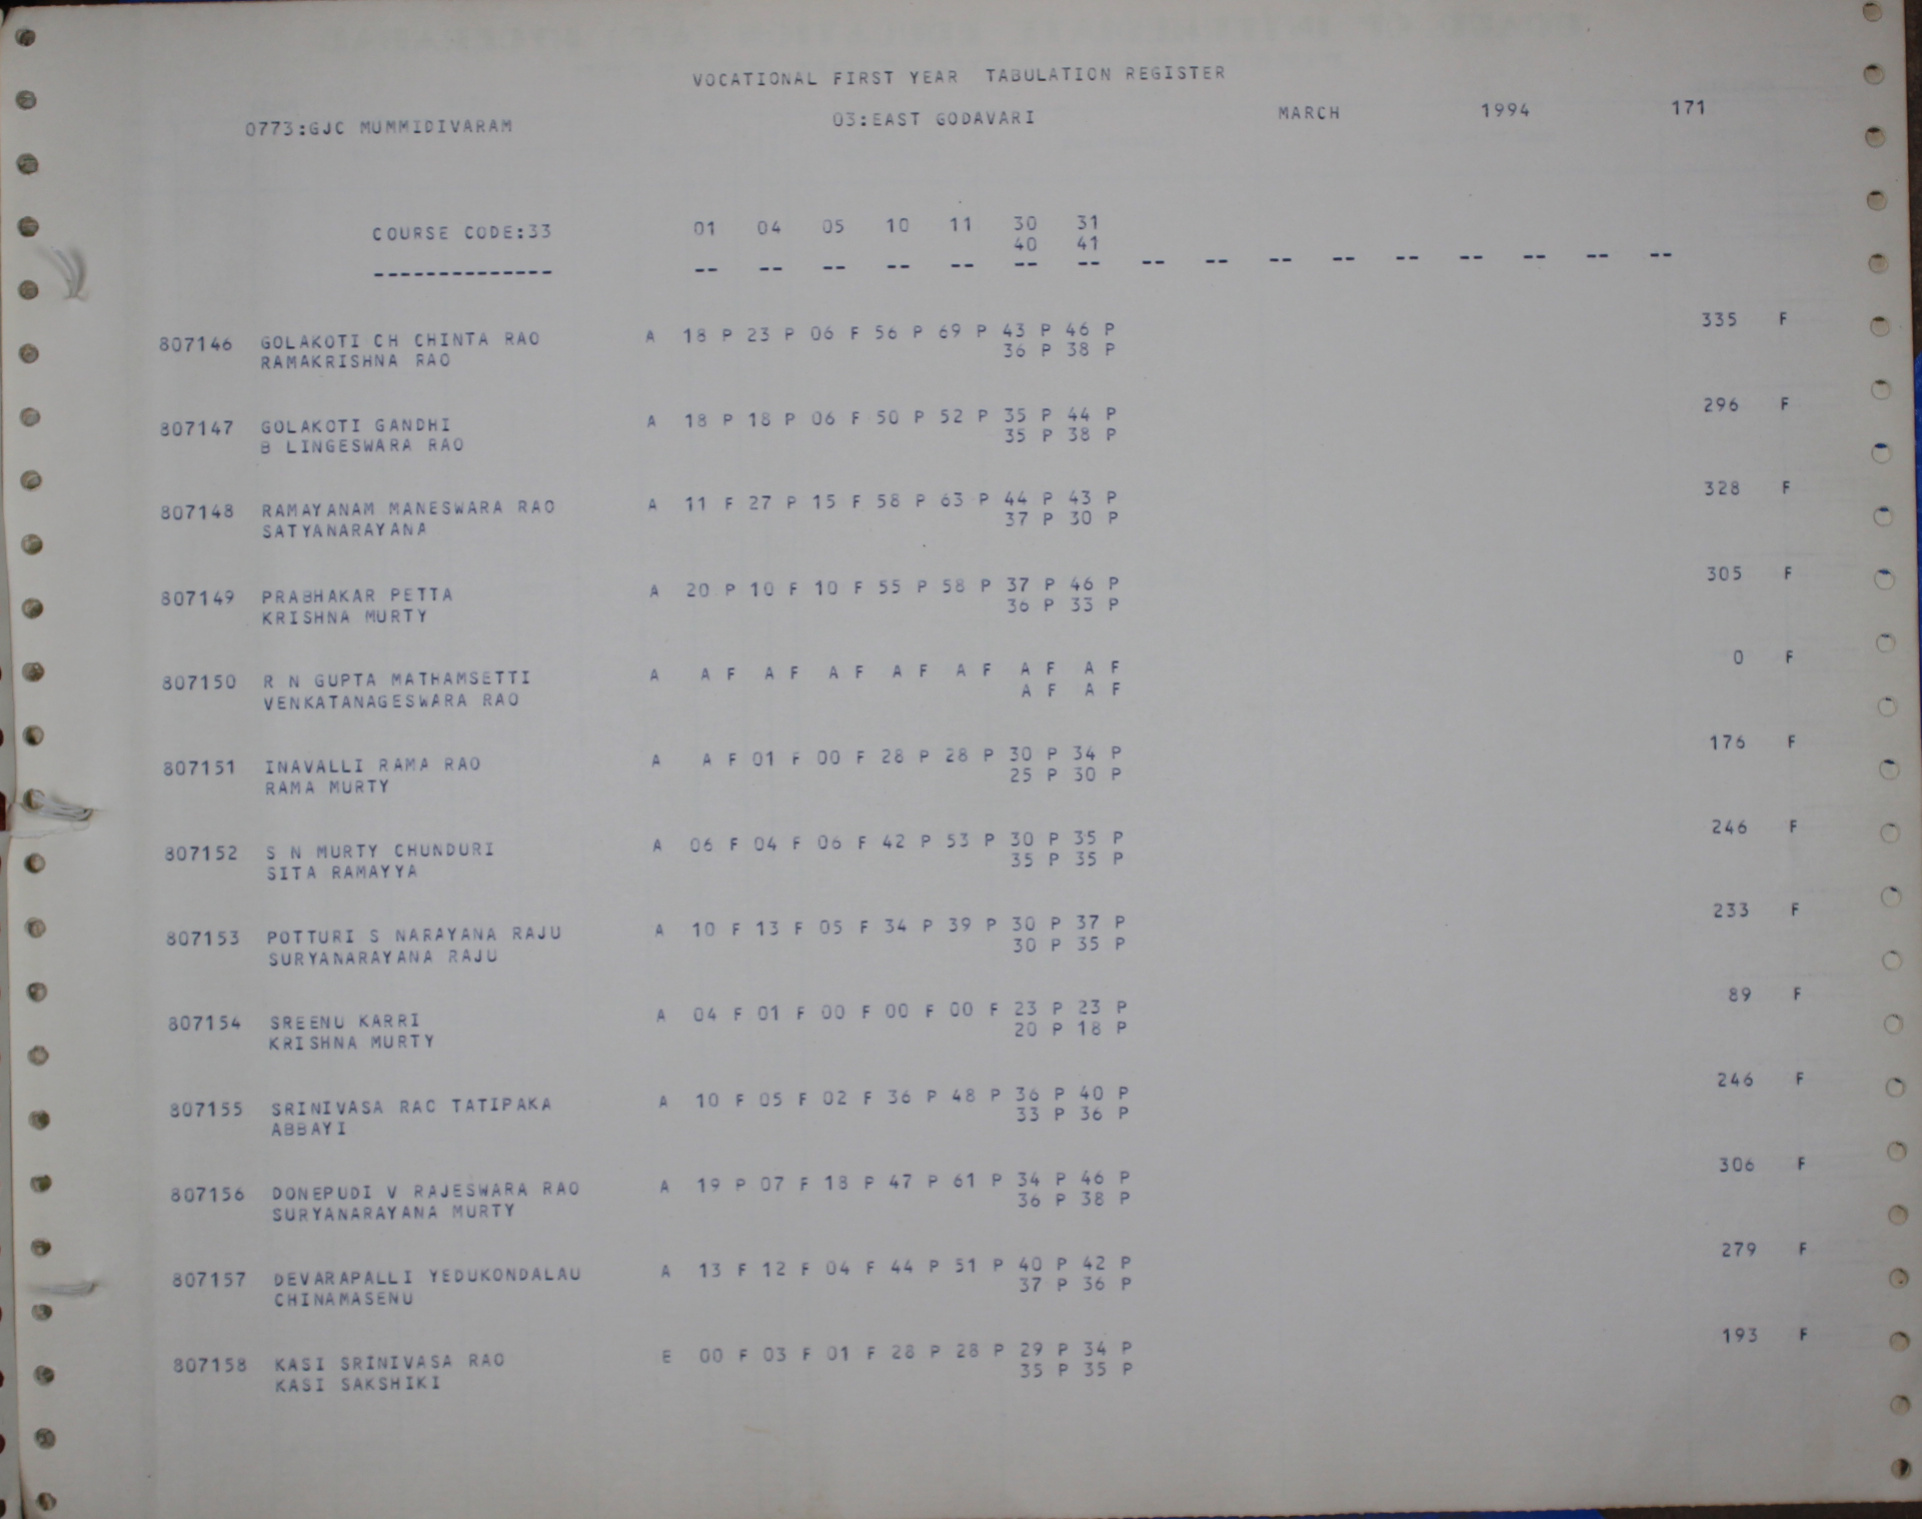 VOCATIONAL FIRST YEAR TABULATION REGISTER
0773:GJC MUMMIDIVARAM 03:EAST GODAVARI MARCH 1994 171
COURSE CODE:33 01 04 05 10 11 30 31
40 41
-------------- -- -- -- -- -- -- -- -- -- -- -- -- -- -- -- --
807146 GOLAKOTI CH CHINTA RAO A 18 P 23 P 06 F 56 P 69 P 43 P 46 P 335 F
RAMAKRISHNA RAO 36 P 38 P
807147 GOLAKOTI GANDHI A 18 P 18 P 06 F 50 P 52 P 35 P 44 P 296 F
B LINGESWARA RAO 35 P 38 P
807148 RAMAYANAM MANESWARA RAO A 11 F 27 P 15 F 58 P 63 P 44 P 43 P 328 F
SATYANARAYANA 37 P 30 P
807149 PRABHAKAR PETTA A 20 P 10 F 10 F 55 P 58 P 37 P 46 P 305 F
KRISHNA MURTY 36 P 33 P
807150 R N GUPTA MATHAMSETTI A A F A F A F A F A F A F A F 0 F
VENKATANAGESWARA RAO A F A F
807151 INAVALLI RAMA RAO A A F 01 F 00 F 28 P 28 P 30 P 34 P 176 F
RAMA MURTY 25 P 30 P
807152 S N MURTY CHUNDURI A 06 F 04 F 06 F 42 P 53 P 30 P 35 P 246 F
SITA RAMAYYA 35 P 35 P
807153 POTTURI S NARAYANA RAJU A 10 F 13 F 05 F 34 P 39 P 30 P 37 P 233 F
SURYANARAYANA RAJU 30 P 35 P
807154 SREENU KARRI A 04 F 01 F 00 F 00 F 00 F 23 P 23 P 89 F
KRISHNA MURTY 20 P 18 P
807155 SRINIVASA RAO TATIPAKA A 10 F 05 F 02 F 36 P 48 P 36 P 40 P 246 F
ABBAYI 33 P 36 P
807156 DONEPUDI V RAJESWARA RAO A 19 P 07 F 18 P 47 P 61 P 34 P 46 P 306 F
SURYANARAYANA MURTY 36 P 38 P
807157 DEVARAPALLI YEDUKONDALAU A 13 F 12 F 04 F 44 P 51 P 40 P 42 P 279 F
CHINAMASENU 37 P 36 P
807158 KASI SRINIVASA RAO E 00 F 03 F 01 F 28 P 28 P 29 P 34 P 193 F
KASI SAKSHIKI 35 P 35 P